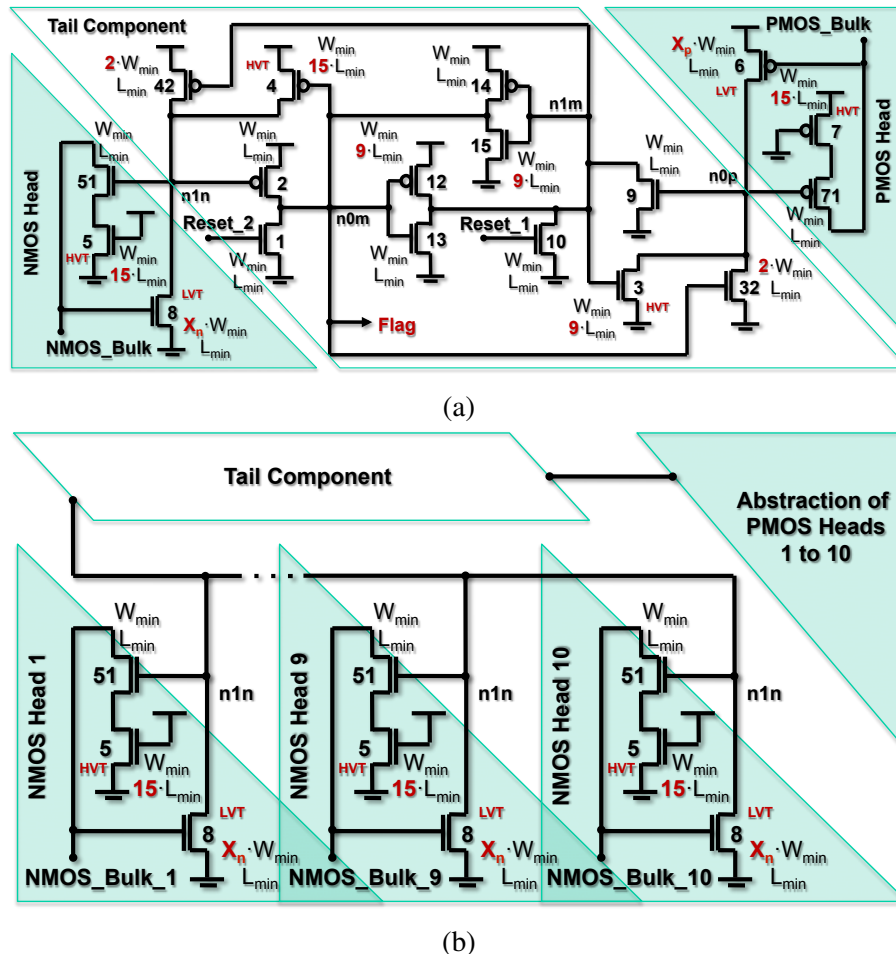 Tail Component
PMOS_Bulk
2·Wmin
Lmin
42
HVT
4
Wmin
15·Lmin
Wmin
Lmin
14
n1m
Xp·Wmin
Lmin
6
LVT
Wmin
15·Lmin
HVT
7
PMOS Head
NMOS Head
Wmin
Lmin
51
n1n
2
Wmin
9·Lmin
12
15
Wmin
9·Lmin
Wmin
Lmin
9
n0p
71
Wmin
Lmin
5
HVT
Wmin
15·Lmin
Reset_2
1
Wmin
Lmin
n0m
13
Reset_1
10
Wmin
Lmin
3
HVT
Wmin
9·Lmin
2·Wmin
Lmin
32
LVT
8
Xn·Wmin
Lmin
NMOS_Bulk
Flag
(a)
Tail Component
Abstraction of
PMOS Heads
1 to 10
NMOS Head 1
Wmin
Lmin
51
n1n
5
HVT
Wmin
15·Lmin
LVT
8
Xn·Wmin
Lmin
NMOS_Bulk_1
NMOS Head 9
Wmin
Lmin
51
n1n
5
HVT
Wmin
15·Lmin
LVT
8
Xn·Wmin
Lmin
NMOS_Bulk_9
NMOS Head 10
Wmin
Lmin
51
n1n
5
HVT
Wmin
15·Lmin
LVT
8
Xn·Wmin
Lmin
NMOS_Bulk_10
(b)